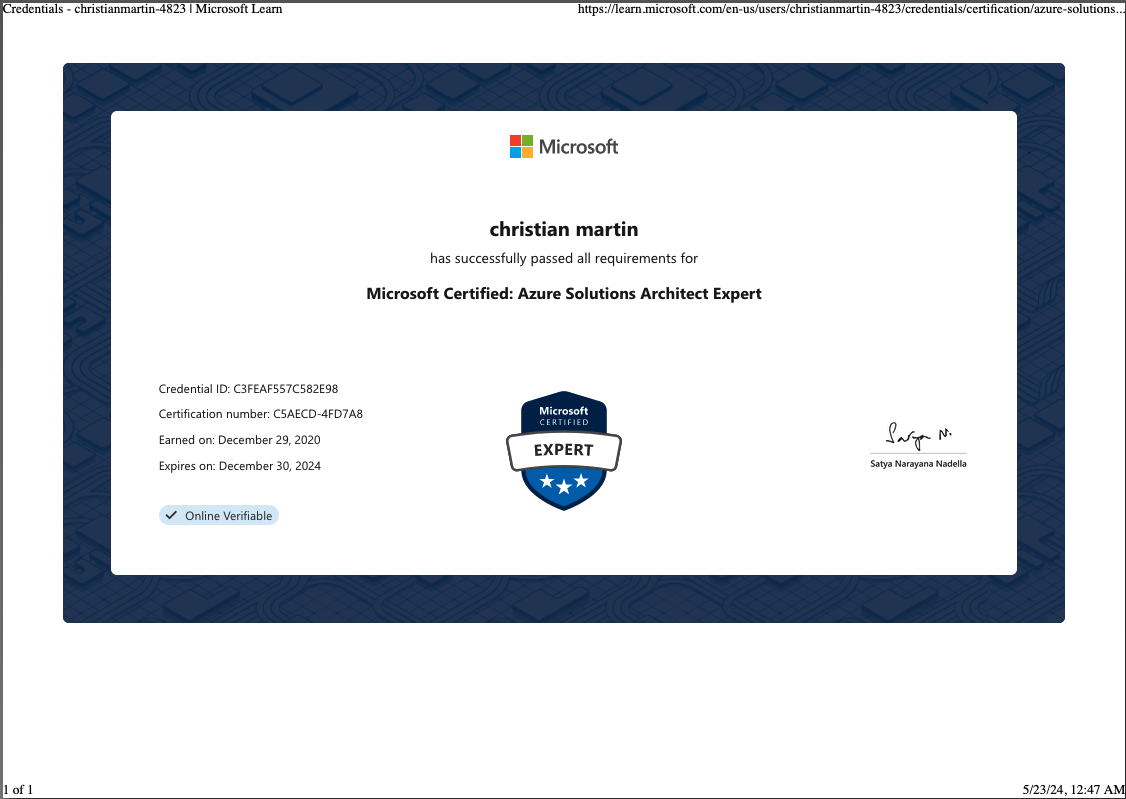 Credentials - christianmartin-4823 | Microsoft Learn
https://learn.microsoft.com/en-us/users/christianmartin-4823/credentials/certification/azure-solutions...
Microsoft
christian martin
has successfully passed all requirements for
Microsoft Certified: Azure Solutions Architect Expert
Credential ID: C3FEAF557C582E98
Certification number: C5AECD-4FD7A8
Earned on: December 29, 2020
Expires on: December 30, 2024
Online Verifiable
Microsoft
CERTIFIED
EXPERT
Satya N.
Satya Narayana Nadella
1 of 1
5/23/24, 12:47 AM